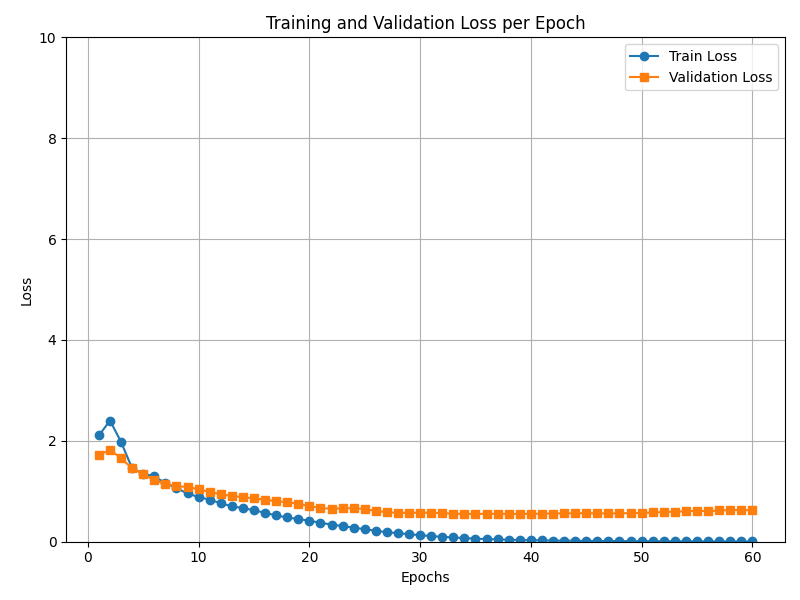 Training and Validation Loss per Epoch
10
8
6
4
2
0
Loss
Train Loss
Validation Loss
0 10 20 30 40 50 60
Epochs